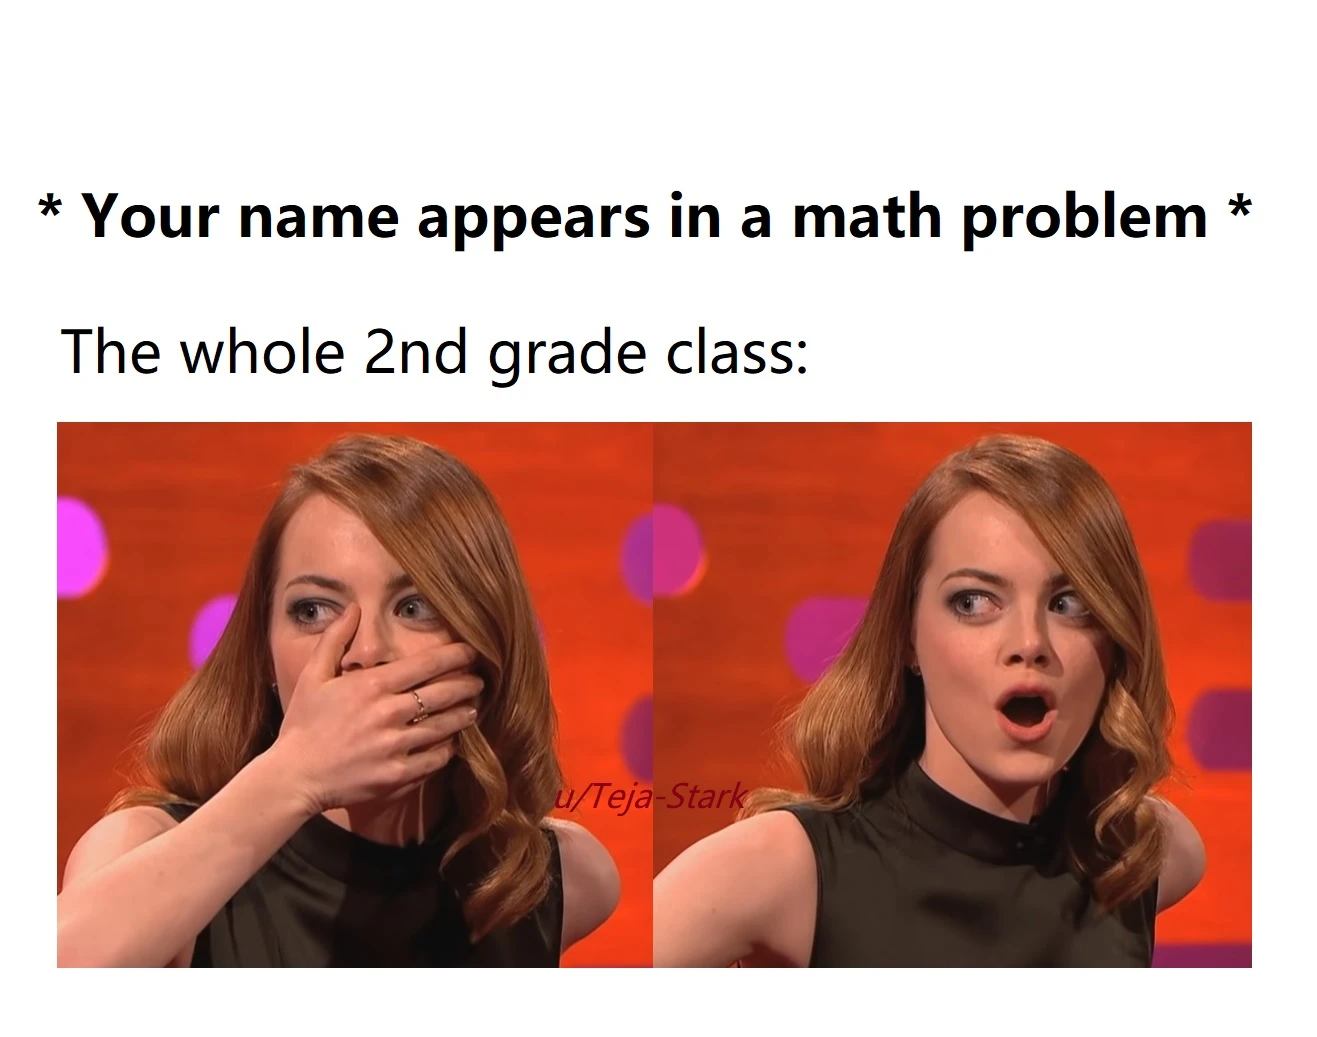 * Your name appears in a math problem *
The whole 2nd grade class:
u/Teja-Stark